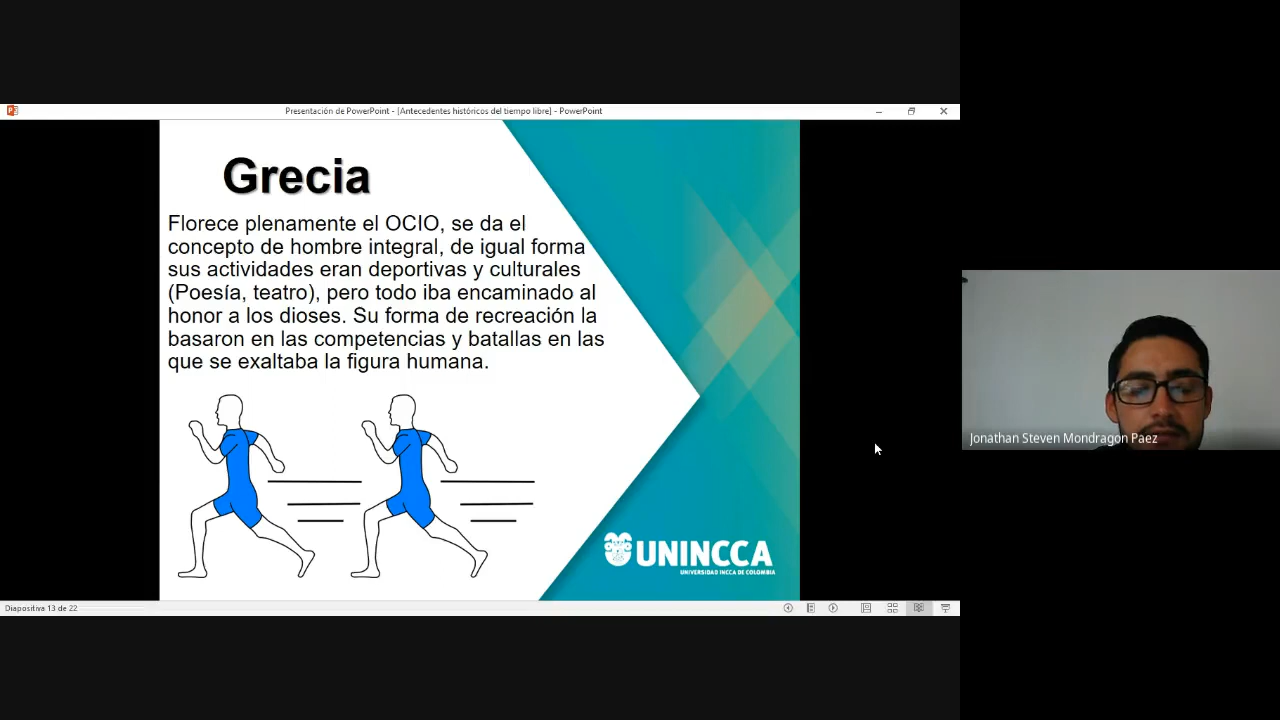 Presentación de PowerPoint - [Antecedentes históricos del tiempo libre] - PowerPoint
Grecia
Florece plenamente el OCIO, se da el
concepto de hombre integral, de igual forma
sus actividades eran deportivas y culturales
(Poesía, teatro), pero todo iba encaminado al
honor a los dioses. Su forma de recreación la
basaron en las competencias y batallas en las
que se exaltaba la figura humana.
UNINCCA
UNIVERSIDAD INCCA DE COLOMBIA
Diapositiva 13 de 22
Jonathan Steven Mondragon Paez